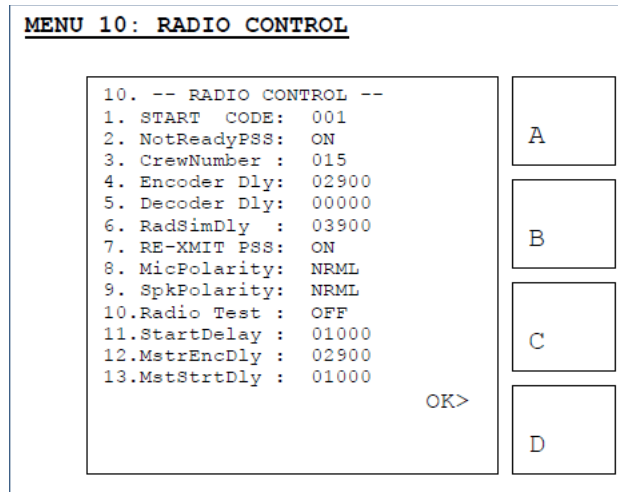 MENU 10: RADIO CONTROL
10. -- RADIO CONTROL --
1. START  CODE:  001
2. NotReadyPSS:  ON
3. CrewNumber :  015
4. Encoder Dly:  02900
5. Decoder Dly:  00000
6. RadSimDly  :  03900
7. RE-XMIT PSS:  ON
8. MicPolarity:  NRML
9. SpkPolarity:  NRML
10.Radio Test :  OFF
11.StartDelay :  01000
12.MstrEncDly :  02900
13.MstStrtDly :  01000
OK>
A
B
C
D